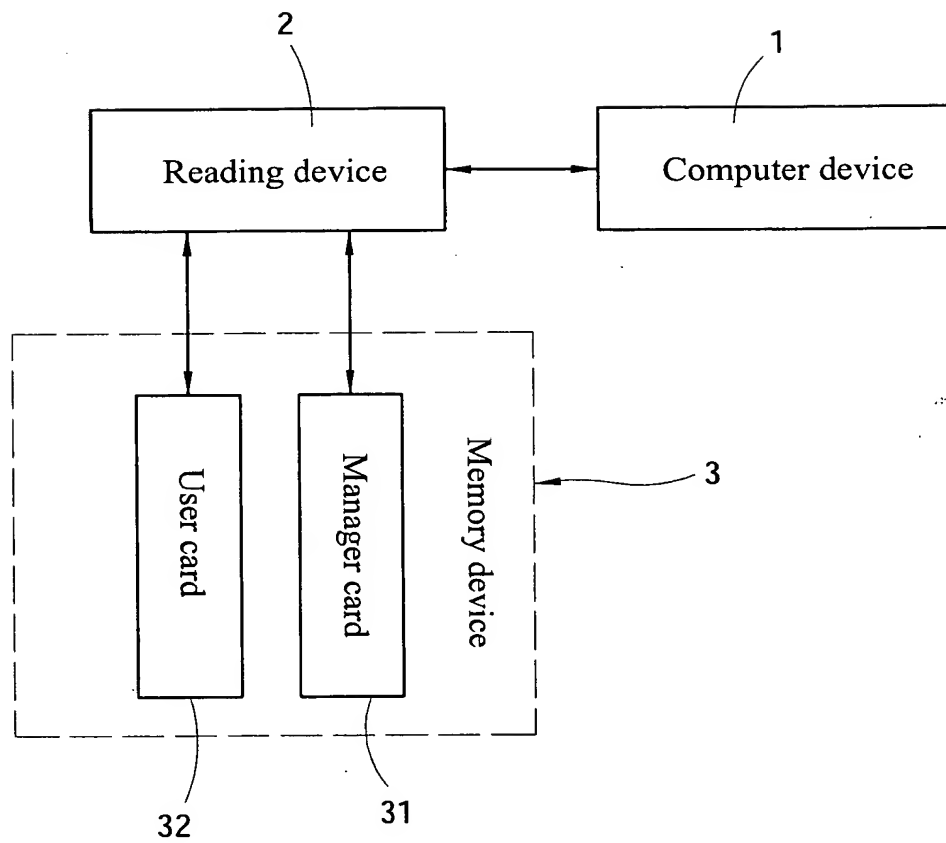 2
1
Reading device
Computer device
User card
Manager card
Memory device
3
32
31